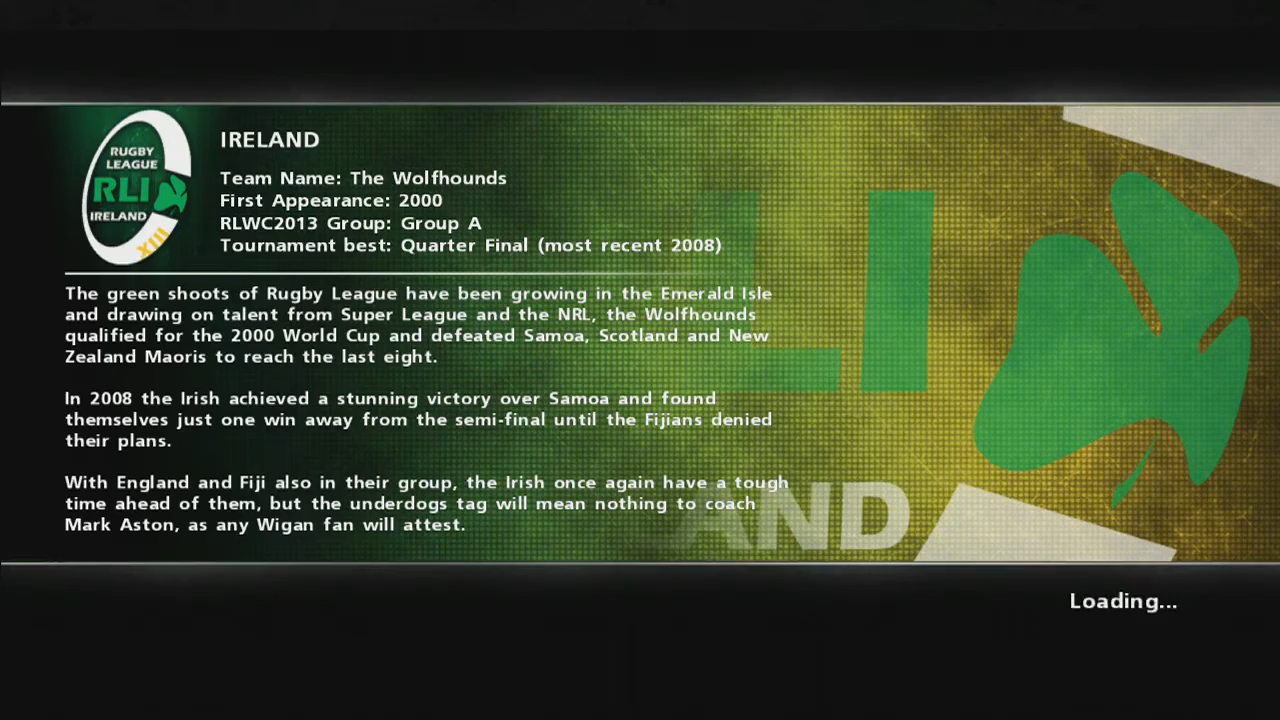 RUGBY
LEAGUE
RLI
IRELAND
XIII
IRELAND
Team Name: The Wolfhounds
First Appearance: 2000
RLWC2013 Group: Group A
Tournament best: Quarter Final (most recent 2008)
The green shoots of Rugby League have been growing in the Emerald Isle
and drawing on talent from Super League and the NRL, the Wolfhounds
qualified for the 2000 World Cup and defeated Samoa, Scotland and New
Zealand Maoris to reach the last eight.
In 2008 the Irish achieved a stunning victory over Samoa and found
themselves just one win away from the semi-final until the Fijians denied
their plans.
With England and Fiji also in their group, the Irish once again have a tough
time ahead of them, but the underdogs tag will mean nothing to coach
Mark Aston, as any Wigan fan will attest.
LI
AND
Loading...